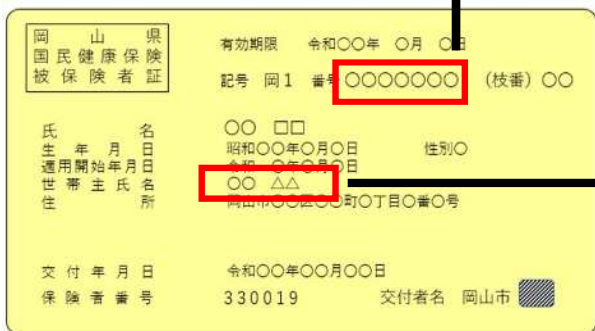 岡山県
国民健康保険
被保険者証
有効期限 令和〇〇年 〇月 〇日
記号 岡1 番号 〇〇〇〇〇〇〇 (枝番) 〇〇
氏名 〇〇 □□
生年月日 昭和〇〇年〇月〇日 性別〇
適用開始年月日 令和 〇年〇月〇日
世帯主氏名 〇〇 △△
住所 岡山市〇〇区〇〇町〇丁目〇番〇号
交付年月日 令和〇〇年〇〇月〇〇日
保険者番号 330019 交付者名 岡山市